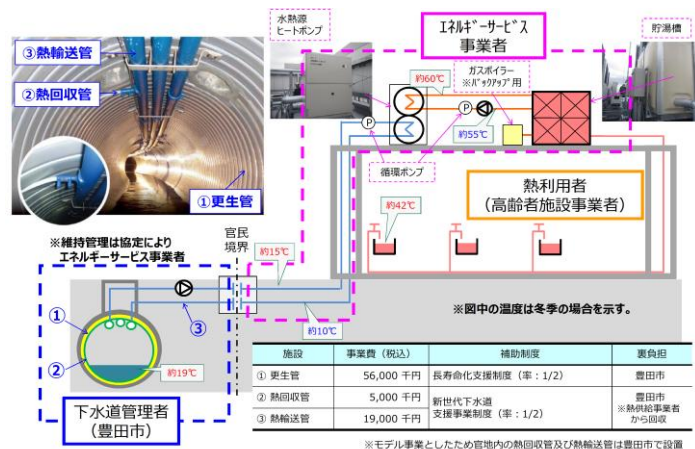 ③熱輸送管
②熱回収管
①更生管
水熱源
ヒートポンプ
エネルギーサービス
事業者
貯湯槽
約60℃
ガスボイラー
※バックアップ用
P
P
約55℃
循環ポンプ
熱利用者
(高齢者施設事業者)
約42℃
※維持管理は協定により
エネルギーサービス事業者
官民
境界
約15℃
③
約10℃
①
②
約19℃
下水道管理者
(豊田市)
※図中の温度は冬季の場合を示す。
施設 事業費(税込) 補助制度 裏負担
① 更生管 56,000 千円 長寿命化支援制度(率:1/2) 豊田市
② 熱回収管 5,000 千円 新世代下水道
支援事業制度(率:1/2) 豊田市
※熱供給事業者
から回収
③ 熱輸送管 19,000 千円
※モデル事業としたため官地内の熱回収管及び熱輸送管は豊田市で設置